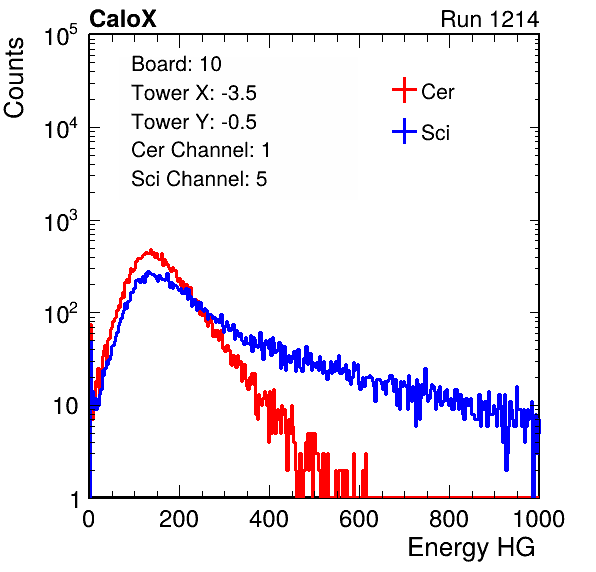 CaloX Run 1214
Counts
Board: 10
Tower X: -3.5
Tower Y: -0.5
Cer Channel: 1
Sci Channel: 5
Cer
Sci
10^5
10^4
10^3
10^2
10
1
0 200 400 600 800 1000
Energy HG